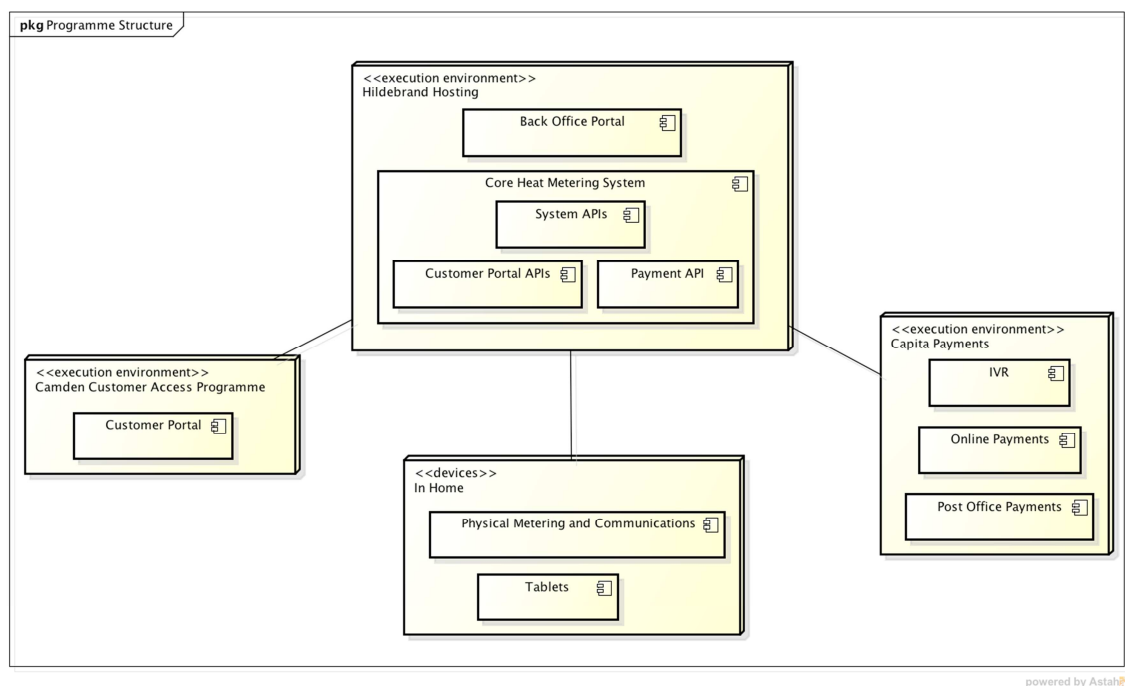 pkg Programme Structure
<<execution environment>>
Hildebrand Hosting
Back Office Portal
Core Heat Metering System
System APIs
Customer Portal APIs
Payment API
<<execution environment>>
Camden Customer Access Programme
Customer Portal
<<devices>>
In Home
Physical Metering and Communications
Tablets
<<execution environment>>
Capita Payments
IVR
Online Payments
Post Office Payments
powered by Astah